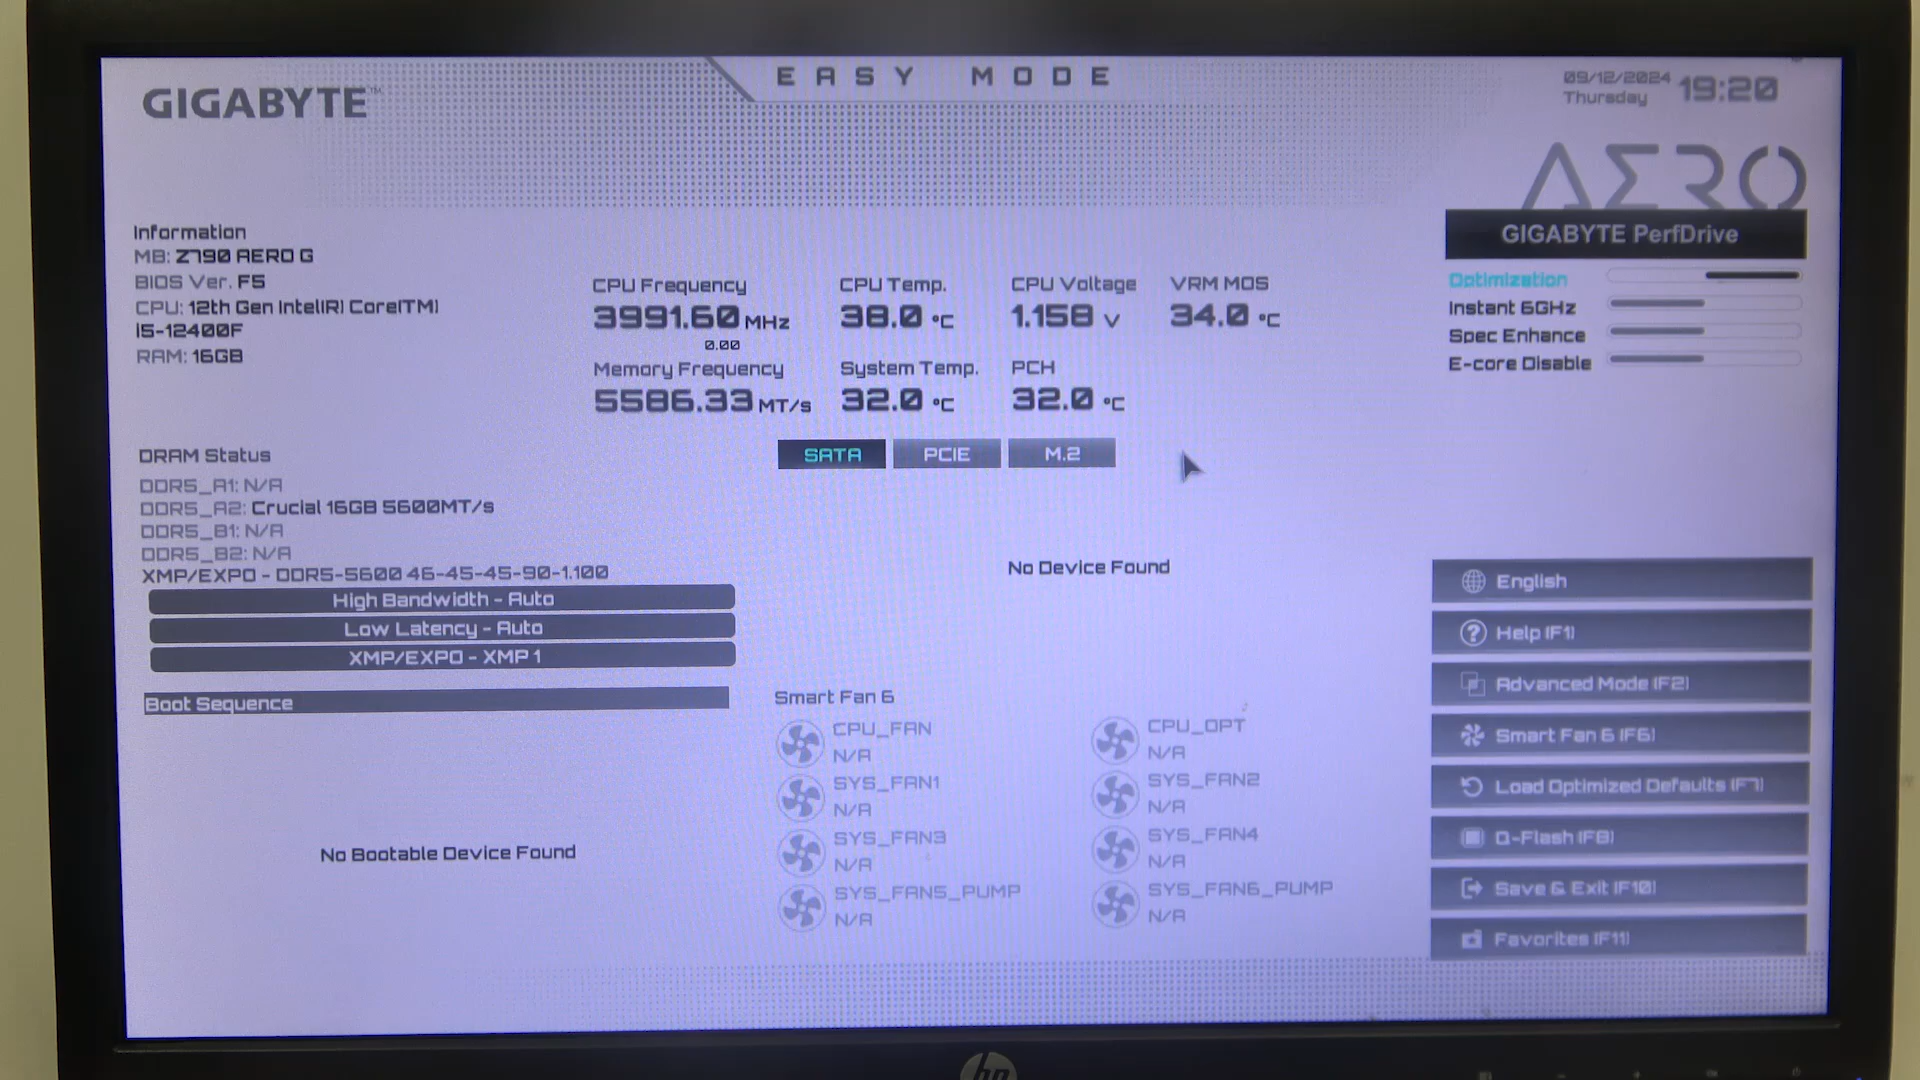 EASY MODE
GIGABYTE™
09/12/2024
Thursday
19:20
AERO
Information
MB: Z790 AERO G
BIOS Ver. F5
CPU: 12th Gen Intel(R) Core(TM)
i5-12400F
RAM: 16GB
CPU Frequency
3991.60 MHz
0.00
CPU Temp.
38.0 °C
CPU Voltage
1.158 V
VRM MOS
34.0 °C
Memory Frequency
5586.33 MT/s
System Temp.
32.0 °C
PCH
32.0 °C
GIGABYTE PerfDrive
Optimization
Instant 6GHz
Spec Enhance
E-core Disable
DRAM Status
DDR5_A1: N/A
DDR5_A2: Crucial 16GB 5600MT/s
DDR5_B1: N/A
DDR5_B2: N/A
XMP/EXPO - DDR5-5600 46-45-45-90-1.100
High Bandwidth - Auto
Low Latency - Auto
XMP/EXPO - XMP 1
SATA
PCIE
M.2
No Device Found
Boot Sequence
No Bootable Device Found
Smart Fan 6
CPU_FAN
N/A
CPU_OPT
N/A
SYS_FAN1
N/A
SYS_FAN2
N/A
SYS_FAN3
N/A
SYS_FAN4
N/A
SYS_FAN5_PUMP
N/A
SYS_FAN6_PUMP
N/A
English
Help (F1)
Advanced Mode (F2)
Smart Fan 6 (F6)
Load Optimized Defaults (F7)
Q-Flash (F8)
Save & Exit (F10)
Favorites (F11)
hp